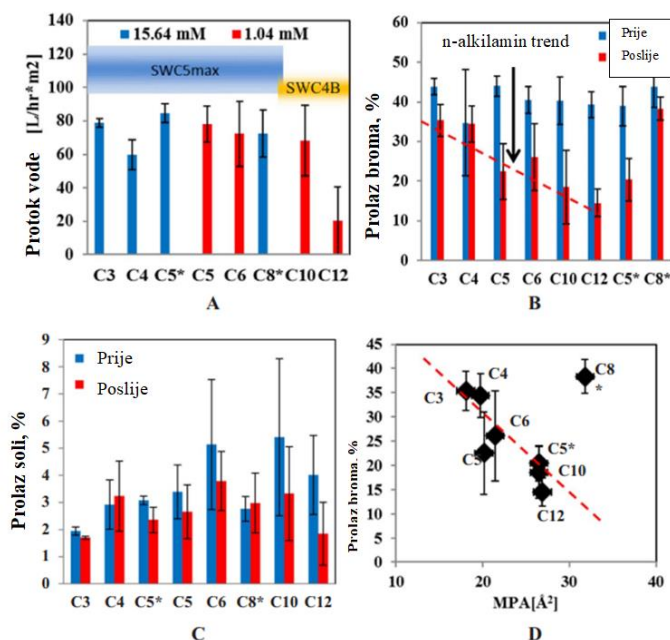 140
120
100
80
60
40
20
0
Protok vode [L/hr*m2]
15.64 mM 1.04 mM
SWC5max
SWC4B
C3 C4 C5* C5 C6 C8* C10 C12
A
60
50
40
30
20
10
0
Prolaz broma, %
n-alkilamin trend
Prije
Poslije
C3 C4 C5 C6 C10 C12 C5* C8*
B
9
8
7
6
5
4
3
2
1
0
Prolaz soli, %
Prije
Poslije
C3 C4 C5* C5 C6 C8* C10 C12
C
45
40
35
30
25
20
15
10
5
0
Prolaz broma, %
C8
*
C4
C3
C6
C5
C5*
C10
C12
10 20 30 40
MPA[Å²]
D